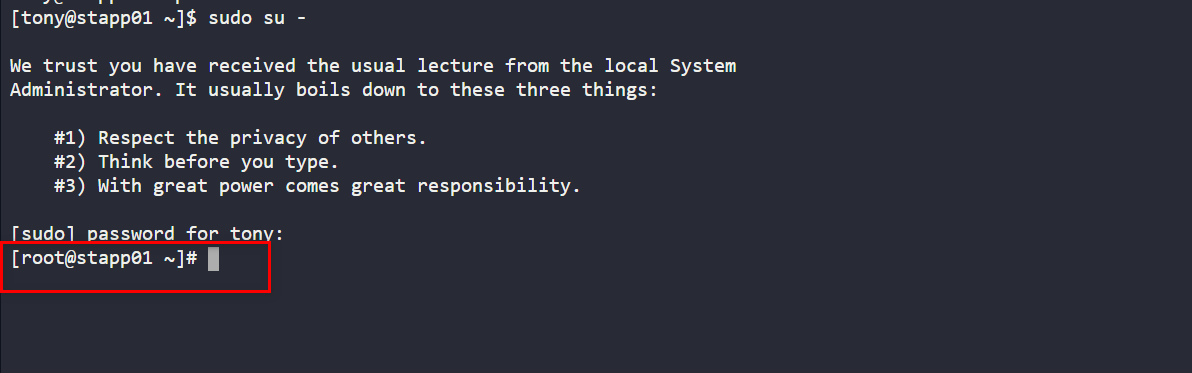 [tony@stapp01 ~]$ sudo su -
We trust you have received the usual lecture from the local System
Administrator. It usually boils down to these three things:
#1) Respect the privacy of others.
#2) Think before you type.
#3) With great power comes great responsibility.
[sudo] password for tony:
[root@stapp01 ~]#